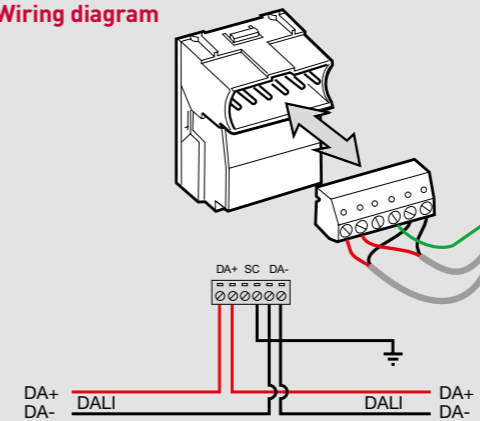 Wiring diagram
DA+ SC DA-
DA+ DALI DALI DA+
DA- DA-